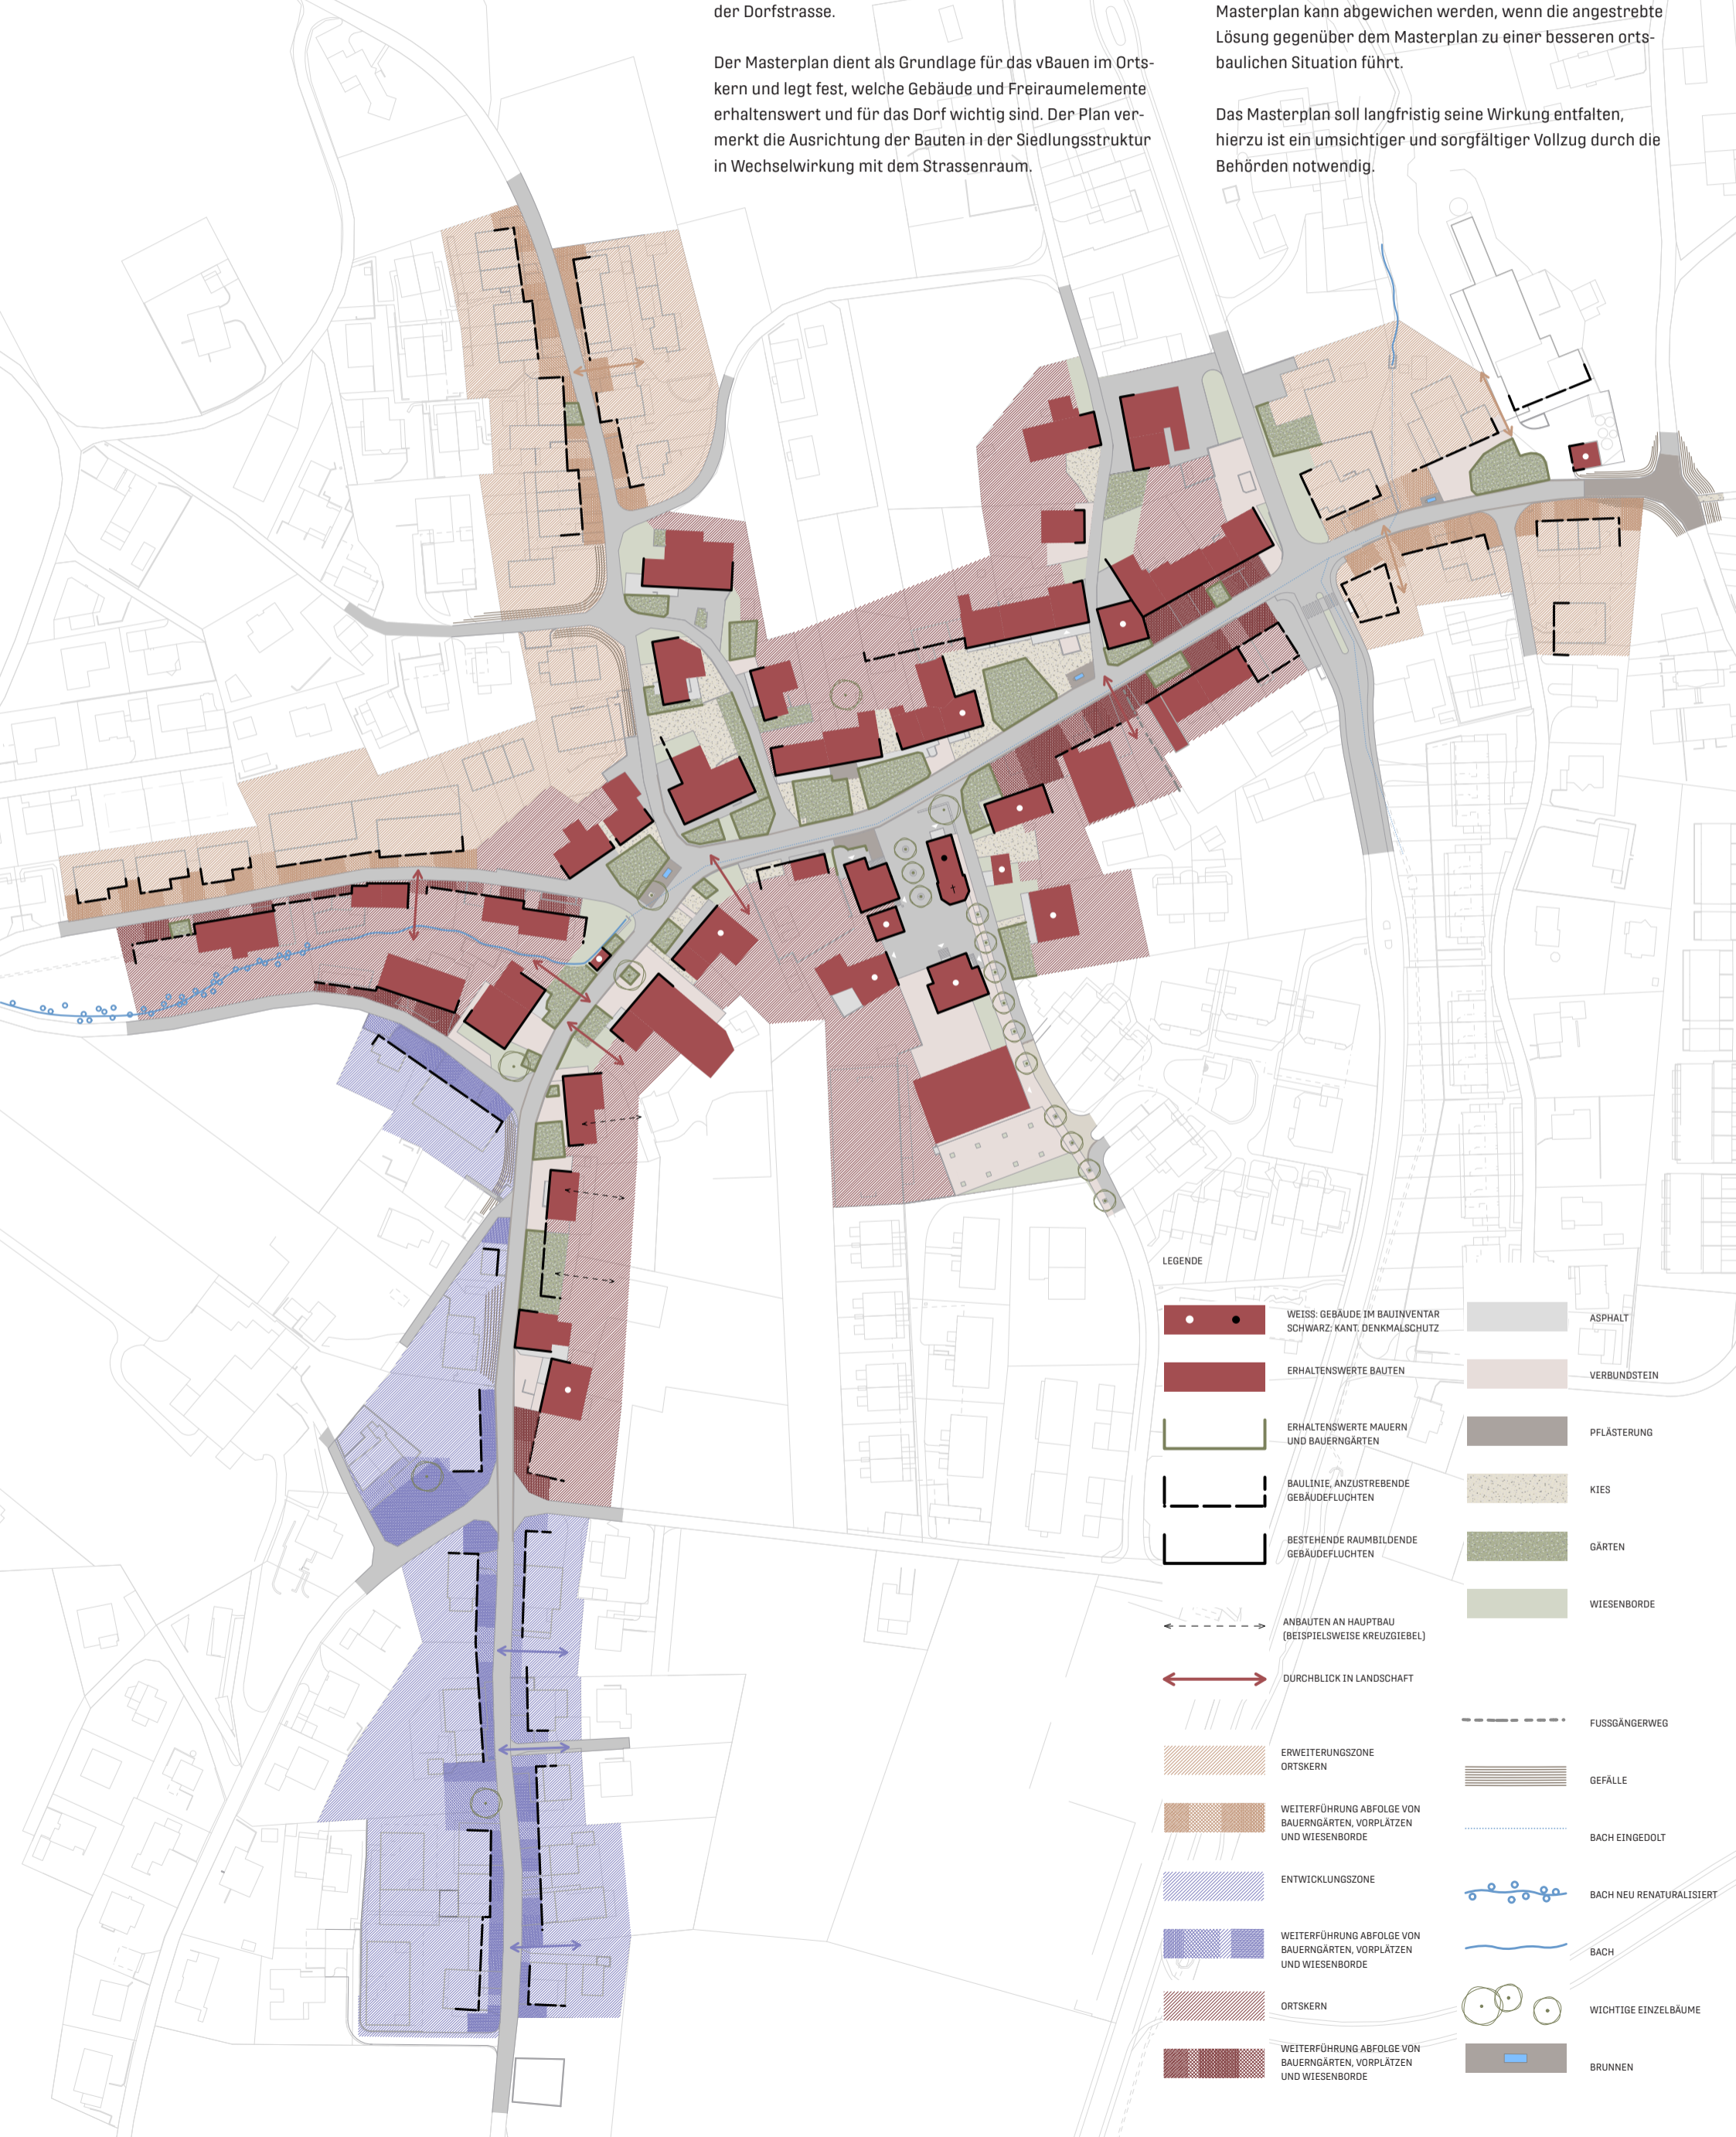 der Dorfstrasse.
Der Masterplan dient als Grundlage für das vBauen im Orts-
kern und legt fest, welche Gebäude und Freiraumelemente
erhaltenswert und für das Dorf wichtig sind. Der Plan ver-
merkt die Ausrichtung der Bauten in der Siedlungsstruktur
in Wechselwirkung mit dem Strassenraum.
Masterplan kann abgewichen werden, wenn die angestrebte
Lösung gegenüber dem Masterplan zu einer besseren orts-
baulichen Situation führt.
Das Masterplan soll langfristig seine Wirkung entfalten,
hierzu ist ein umsichtiger und sorgfältiger Vollzug durch die
Behörden notwendig.
LEGENDE
WEISS: GEBÄUDE IM BAUINVENTAR
SCHWARZ: KANT. DENKMALSCHUTZ
ERHALTENSWERTE BAUTEN
ERHALTENSWERTE MAUERN
UND BAUERNGÄRTEN
BAULINIE, ANZUSTREBENDE
GEBÄUDEFLUCHTEN
BESTEHENDE RAUMBILDENDE
GEBÄUDEFLUCHTEN
ANBAUTEN AN HAUPTBAU
(BEISPIELSWEISE KREUZGIEBEL)
DURCHBLICK IN LANDSCHAFT
ERWEITERUNGSZONE
ORTSKERN
WEITERFÜHRUNG ABFOLGE VON
BAUERNGÄRTEN, VORPLÄTZEN
UND WIESENBORDE
ENTWICKLUNGSZONE
WEITERFÜHRUNG ABFOLGE VON
BAUERNGÄRTEN, VORPLÄTZEN
UND WIESENBORDE
ORTSKERN
WEITERFÜHRUNG ABFOLGE VON
BAUERNGÄRTEN, VORPLÄTZEN
UND WIESENBORDE
ASPHALT
VERBUNDSTEIN
PFLÄSTERUNG
KIES
GÄRTEN
WIESENBORDE
FUSSGÄNGERWEG
GEFÄLLE
BACH EINGEDOLT
BACH NEU RENATURALISIERT
BACH
WICHTIGE EINZELBÄUME
BRUNNEN